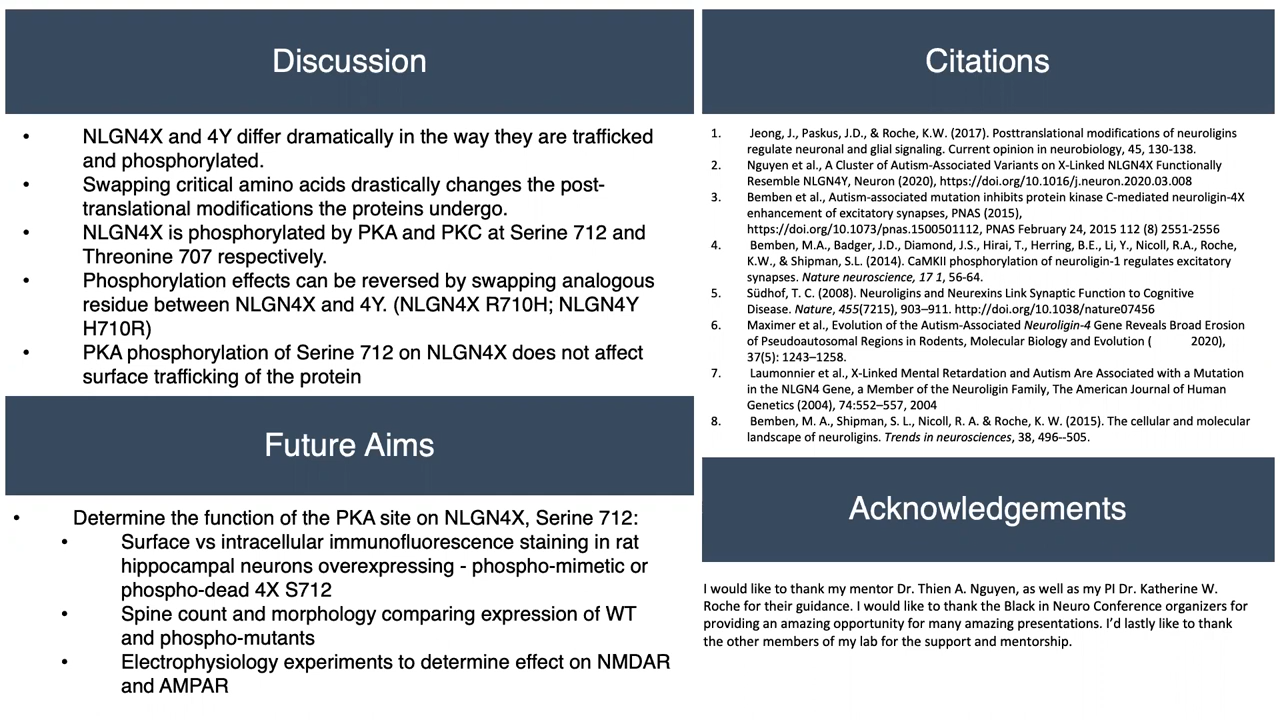 Discussion
• NLGN4X and 4Y differ dramatically in the way they are trafficked
and phosphorylated.
• Swapping critical amino acids drastically changes the post-
translational modifications the proteins undergo.
• NLGN4X is phosphorylated by PKA and PKC at Serine 712 and
Threonine 707 respectively.
• Phosphorylation effects can be reversed by swapping analogous
residue between NLGN4X and 4Y. (NLGN4X R710H; NLGN4Y
H710R)
• PKA phosphorylation of Serine 712 on NLGN4X does not affect
surface trafficking of the protein
Future Aims
• Determine the function of the PKA site on NLGN4X, Serine 712:
• Surface vs intracellular immunofluorescence staining in rat
hippocampal neurons overexpressing - phospho-mimetic or
phospho-dead 4X S712
• Spine count and morphology comparing expression of WT
and phospho-mutants
• Electrophysiology experiments to determine effect on NMDAR
and AMPAR
Citations
1. Jeong, J., Paskus, J.D., & Roche, K.W. (2017). Posttranslational modifications of neuroligins
regulate neuronal and glial signaling. Current opinion in neurobiology, 45, 130-138.
2. Nguyen et al., A Cluster of Autism-Associated Variants on X-Linked NLGN4X Functionally
Resemble NLGN4Y, Neuron (2020), https://doi.org/10.1016/j.neuron.2020.03.008
3. Bemben et al., Autism-associated mutation inhibits protein kinase C-mediated neuroligin-4X
enhancement of excitatory synapses, PNAS (2015),
https://doi.org/10.1073/pnas.1500501112, PNAS February 24, 2015 112 (8) 2551-2556
4. Bemben, M.A., Badger, J.D., Diamond, J.S., Hirai, T., Herring, B.E., Li, Y., Nicoll, R.A., Roche,
K.W., & Shipman, S.L. (2014). CaMKII phosphorylation of neuroligin-1 regulates excitatory
synapses. Nature neuroscience, 17 1, 56-64.
5. Südhof, T. C. (2008). Neuroligins and Neurexins Link Synaptic Function to Cognitive
Disease. Nature, 455(7215), 903–911. http://doi.org/10.1038/nature07456
6. Maximer et al., Evolution of the Autism-Associated Neuroligin-4 Gene Reveals Broad Erosion
of Pseudoautosomal Regions in Rodents, Molecular Biology and Evolution ( 2020),
37(5): 1243–1258.
7. Laumonnier et al., X-Linked Mental Retardation and Autism Are Associated with a Mutation
in the NLGN4 Gene, a Member of the Neuroligin Family, The American Journal of Human
Genetics (2004), 74:552–557, 2004
8. Bemben, M. A., Shipman, S. L., Nicoll, R. A. & Roche, K. W. (2015). The cellular and molecular
landscape of neuroligins. Trends in neurosciences, 38, 496--505.
Acknowledgements
I would like to thank my mentor Dr. Thien A. Nguyen, as well as my PI Dr. Katherine W.
Roche for their guidance. I would like to thank the Black in Neuro Conference organizers for
providing an amazing opportunity for many amazing presentations. I'd lastly like to thank
the other members of my lab for the support and mentorship.